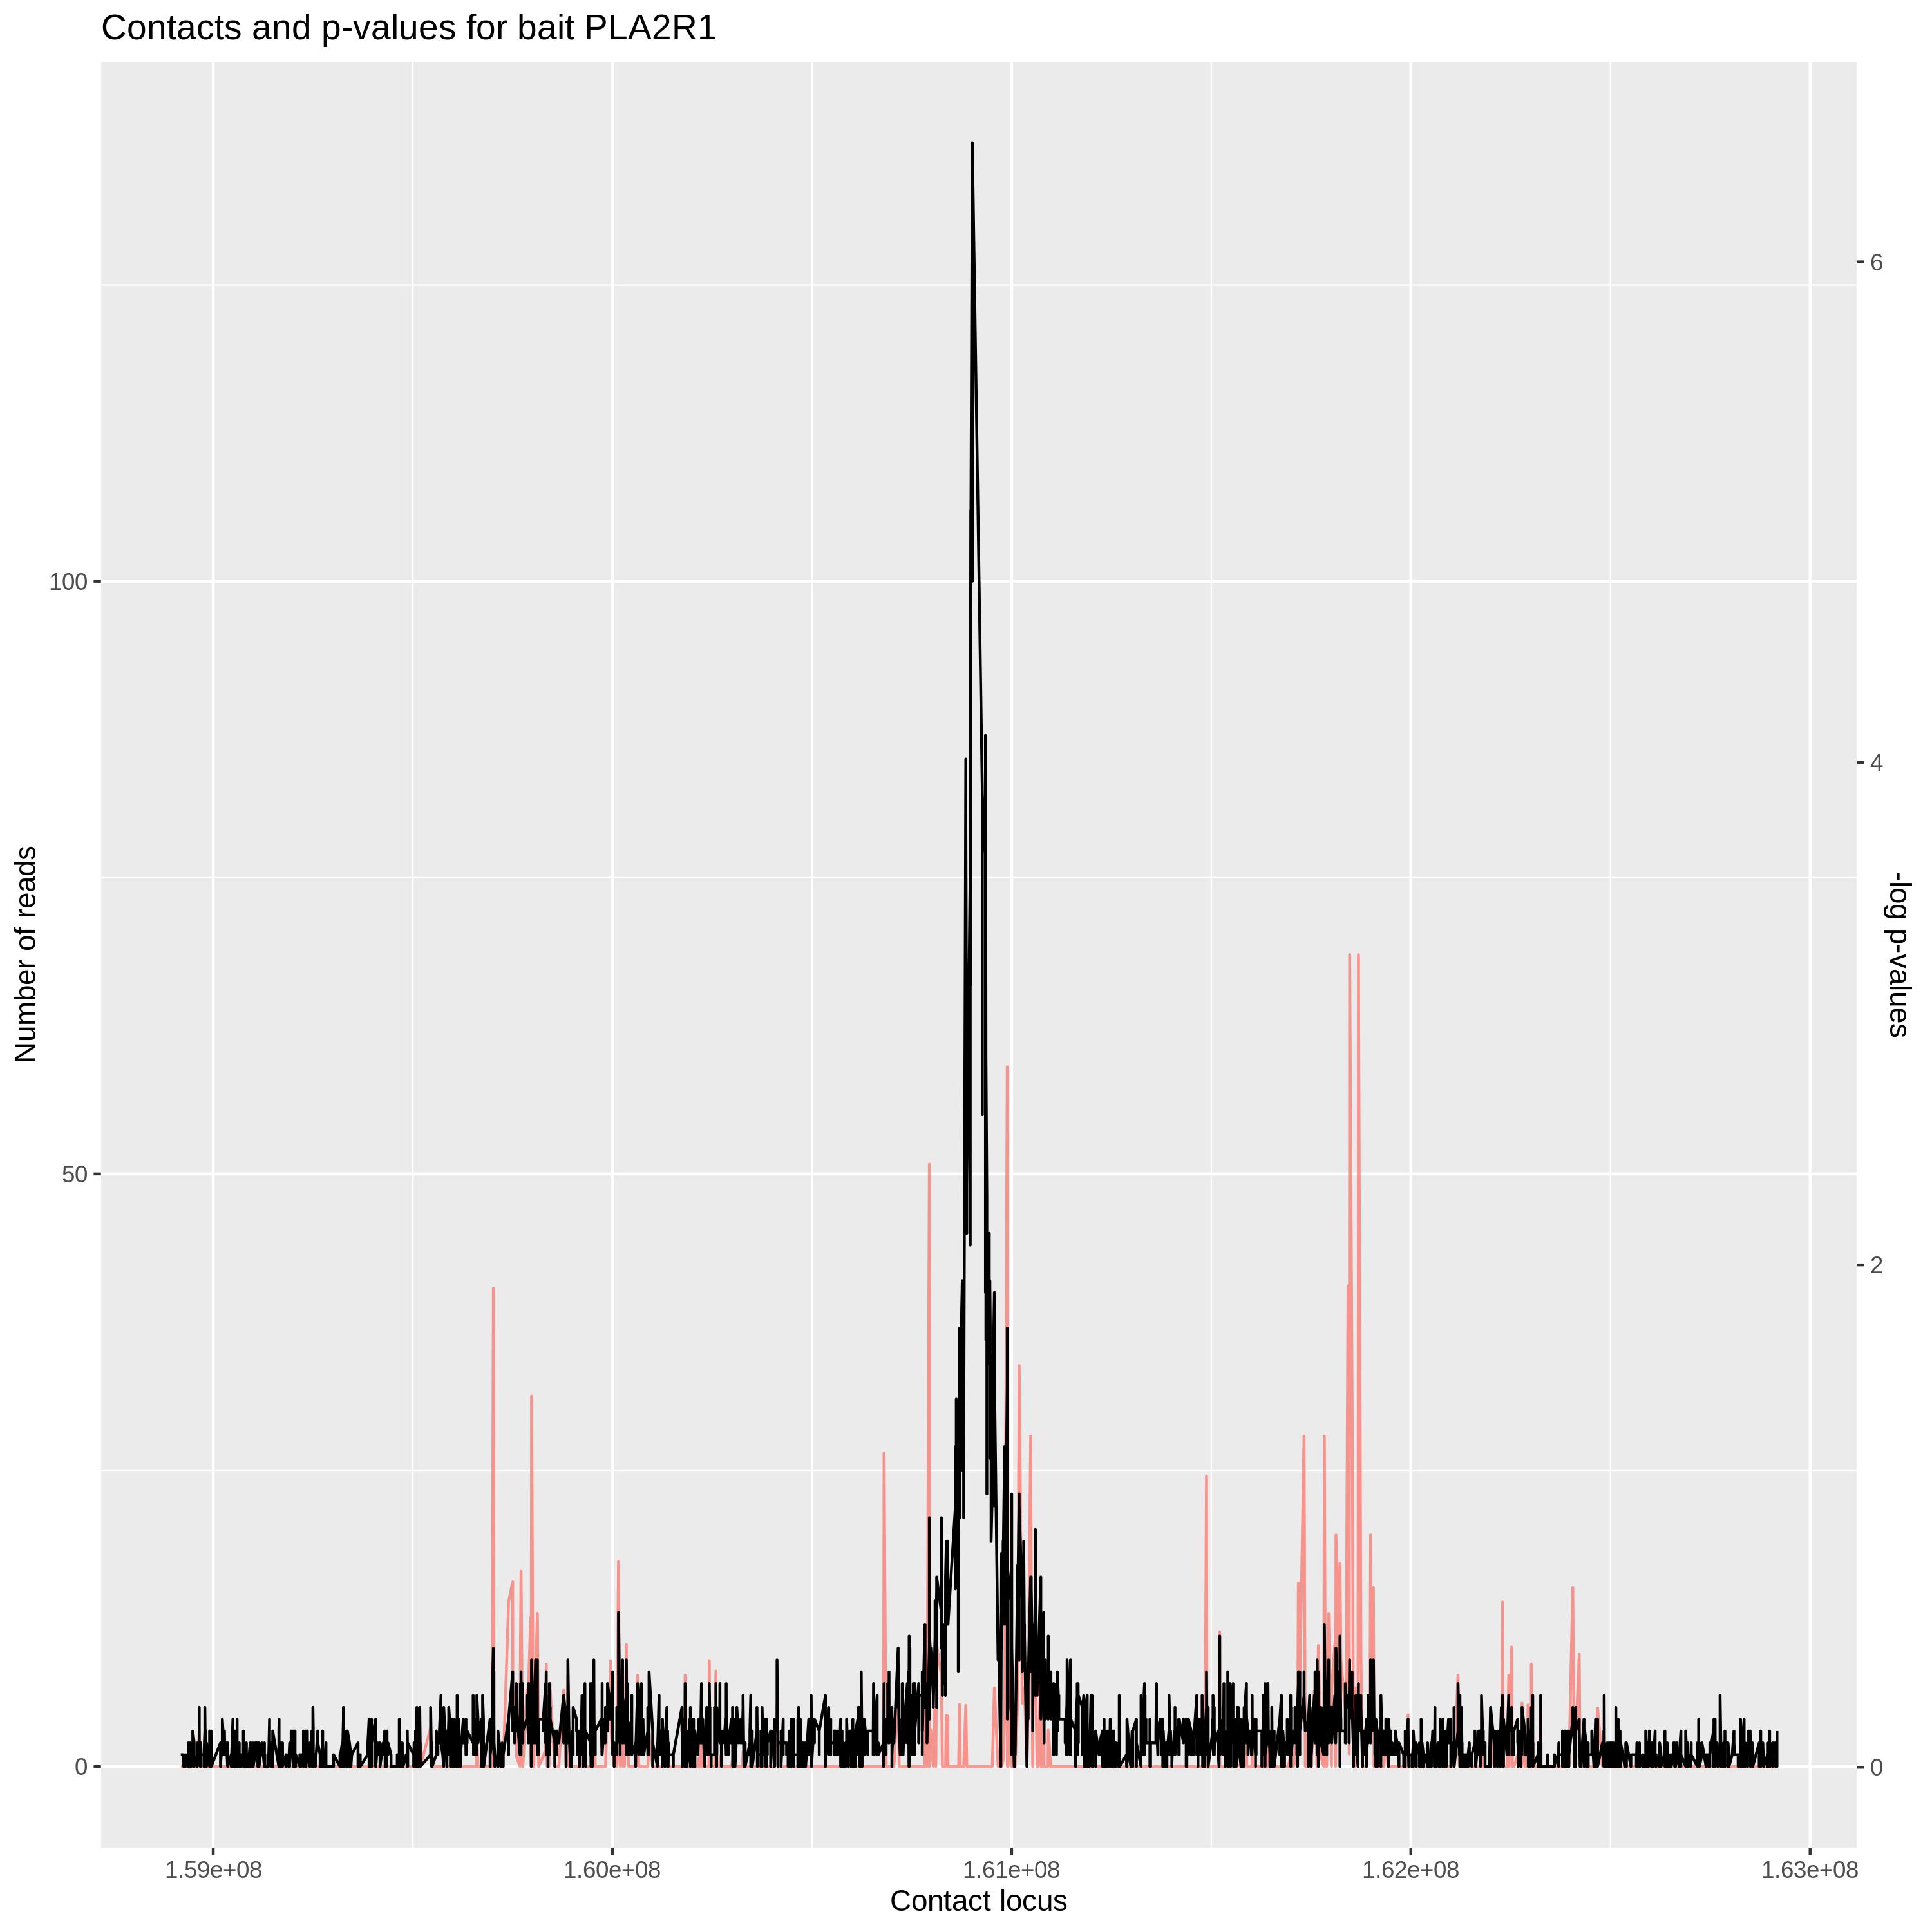 Contacts and p-values for bait PLA2R1
Number of reads
100
50
0
6
4
2
0
-log p-values
1.59e+08 1.60e+08 1.61e+08 1.62e+08 1.63e+08
Contact locus